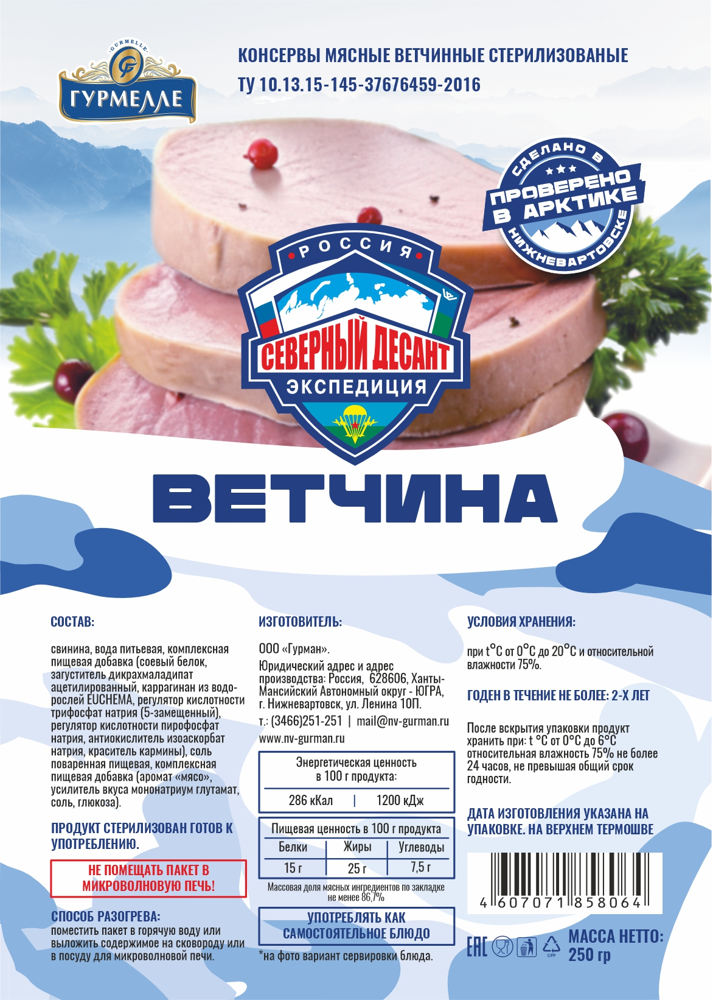 GURMELLE
ГУРМЕЛЛЕ
КОНСЕРВЫ МЯСНЫЕ ВЕТЧИННЫЕ СТЕРИЛИЗОВАНЫЕ
ТУ 10.13.15-145-37676459-2016
СДЕЛАНО В
ПРОВЕРЕНО
В АРКТИКЕ
НИЖНЕВАРТОВСКЕ
РОССИЯ
СЕВЕРНЫЙ ДЕСАНТ
ЭКСПЕДИЦИЯ
ВЕТЧИНА
СОСТАВ:
свинина, вода питьевая, комплексная
пищевая добавка (соевый белок,
загуститель дикрахмаладипат
ацетилированный, каррагинан из водо-
рослей EUCHEMA, регулятор кислотности
трифосфат натрия (5-замещенный),
регулятор кислотности пирофосфат
натрия, антиокислитель изоаскорбат
натрия, краситель кармины), соль
поваренная пищевая, комплексная
пищевая добавка (аромат «мясо»,
усилитель вкуса мононатриум глутамат,
соль, глюкоза).
ПРОДУКТ СТЕРИЛИЗОВАН ГОТОВ К
УПОТРЕБЛЕНИЮ.
НЕ ПОМЕЩАТЬ ПАКЕТ В
МИКРОВОЛНОВУЮ ПЕЧЬ!
СПОСОБ РАЗОГРЕВА:
поместить пакет в горячую воду или
выложить содержимое на сковороду или
в посуду для микроволновой печи.
ИЗГОТОВИТЕЛЬ:
ООО «Гурман».
Юридический адрес и адрес
производства: Россия, 628606, Ханты-
Мансийский Автономный округ - ЮГРА,
г. Нижневартовск, ул. Ленина 10П.
т.: (3466)251-251 | mail@nv-gurman.ru
www.nv-gurman.ru
Энергетическая ценность
в 100 г продукта:
286 кКал | 1200 кДж
Пищевая ценность в 100 г продукта
Белки Жиры Углеводы
15 г 25 г 7,5 г
Массовая доля мясных ингредиентов по закладке
не менее 86,7%
УПОТРЕБЛЯТЬ КАК
САМОСТОЯТЕЛЬНОЕ БЛЮДО
*на фото вариант сервировки блюда.
УСЛОВИЯ ХРАНЕНИЯ:
при t°C от 0°C до 20°C и относительной
влажности 75%.
ГОДЕН В ТЕЧЕНИЕ НЕ БОЛЕЕ: 2-Х ЛЕТ
После вскрытия упаковки продукт
хранить при: t °C от 0°C до 6°C
относительная влажность 75% не более
24 часов, не превышая общий срок
годности.
ДАТА ИЗГОТОВЛЕНИЯ УКАЗАНА НА
УПАКОВКЕ. НА ВЕРХНЕМ ТЕРМОШВЕ
4 607071 858064
ЕАС
C/PP
МАССА НЕТТО:
250 гр